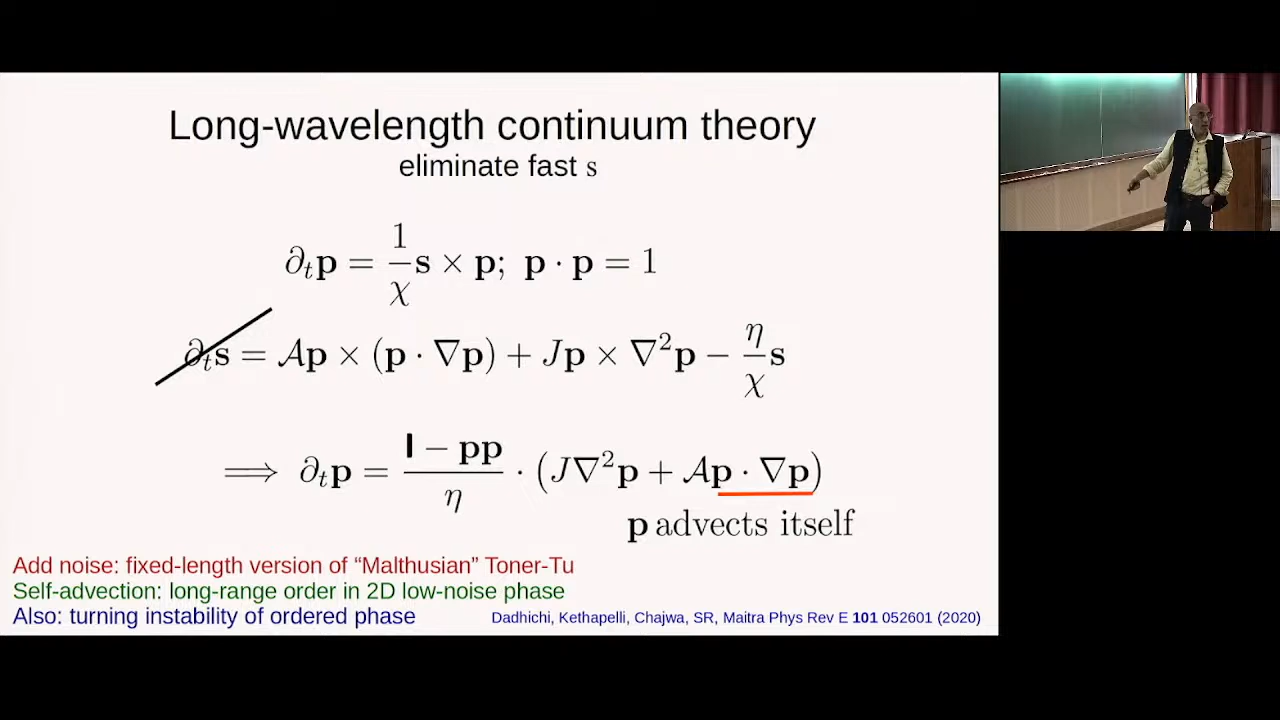 Long-wavelength continuum theory
eliminate fast s
∂ₜp = 1/χ s × p; p · p = 1
∂ₜs = 𝒜p × (p · ∇p) + Jp × ∇²p − η/χ s
⟹ ∂ₜp = (I − pp)/η · (J∇²p + 𝒜p · ∇p)
p advects itself
Add noise: fixed-length version of “Malthusian” Toner-Tu
Self-advection: long-range order in 2D low-noise phase
Also: turning instability of ordered phase
Dadhichi, Kethapelli, Chajwa, SR, Maitra Phys Rev E 101 052601 (2020)